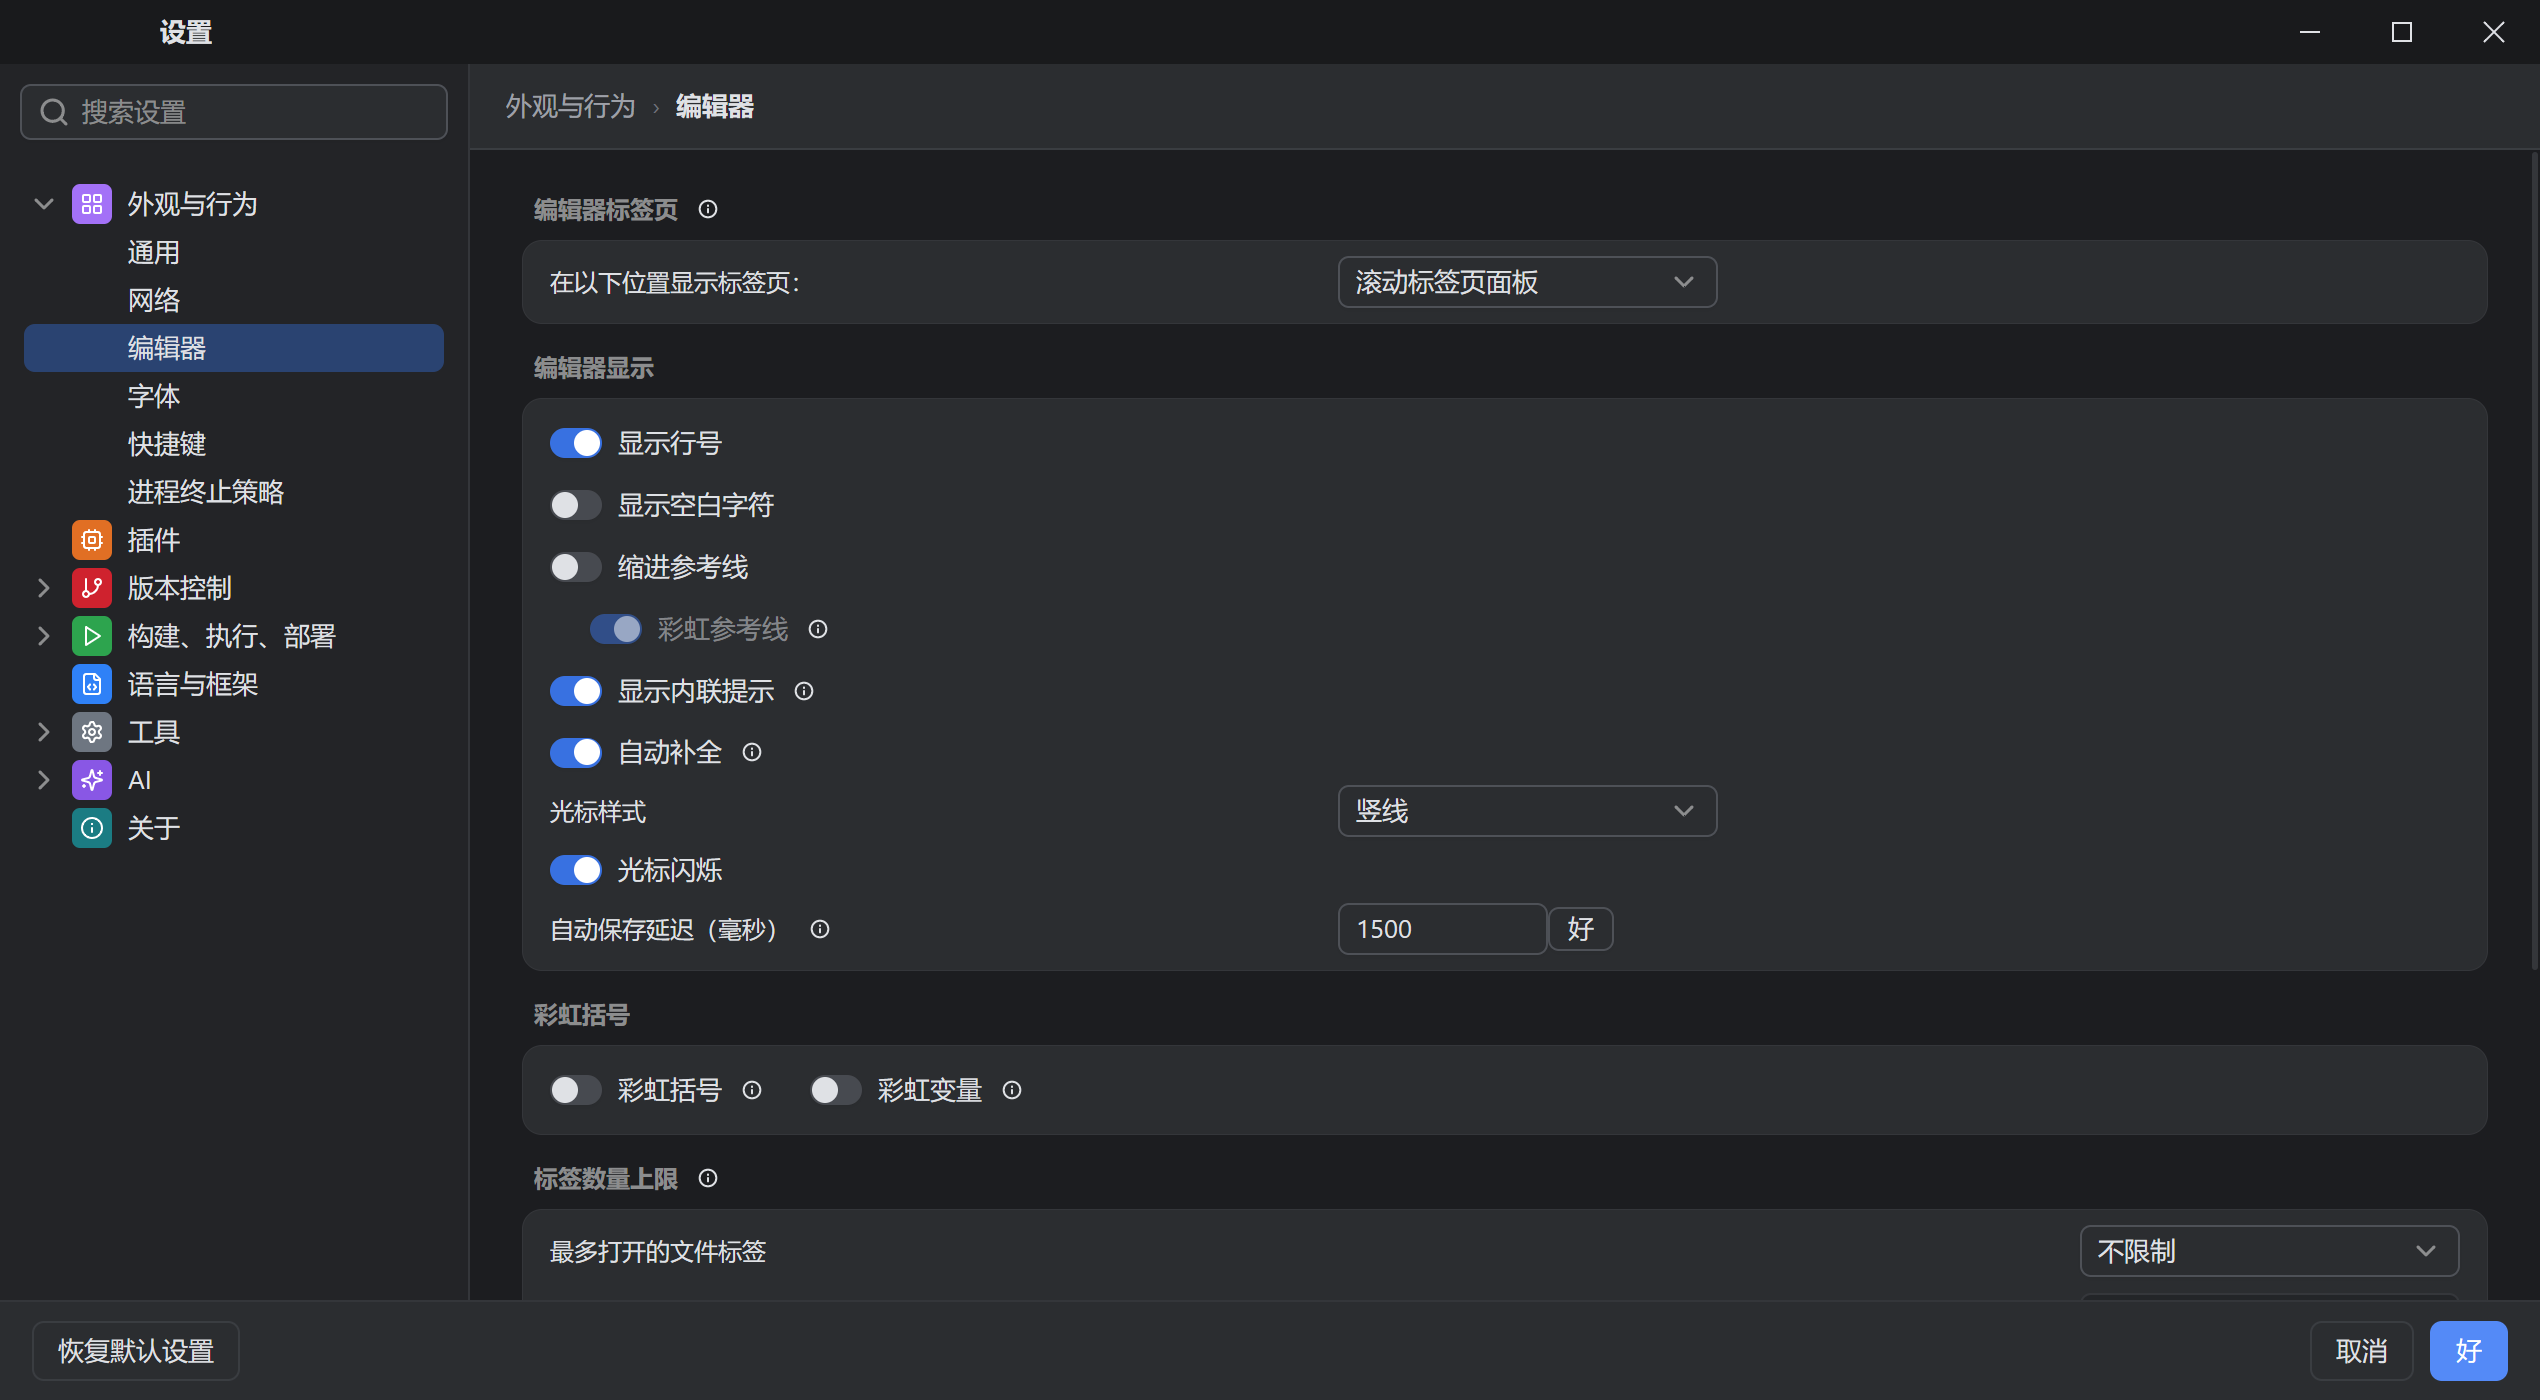 设置
搜索设置
外观与行为
通用
网络
编辑器
字体
快捷键
进程终止策略
插件
版本控制
构建、执行、部署
语言与框架
工具
AI
关于
外观与行为 › 编辑器
编辑器标签页
在以下位置显示标签页: 滚动标签页面板
编辑器显示
显示行号
显示空白字符
缩进参考线
彩虹参考线
显示内联提示
自动补全
光标样式 竖线
光标闪烁
自动保存延迟（毫秒） 1500 好
彩虹括号
彩虹括号 彩虹变量
标签数量上限
最多打开的文件标签 不限制
恢复默认设置 取消 好